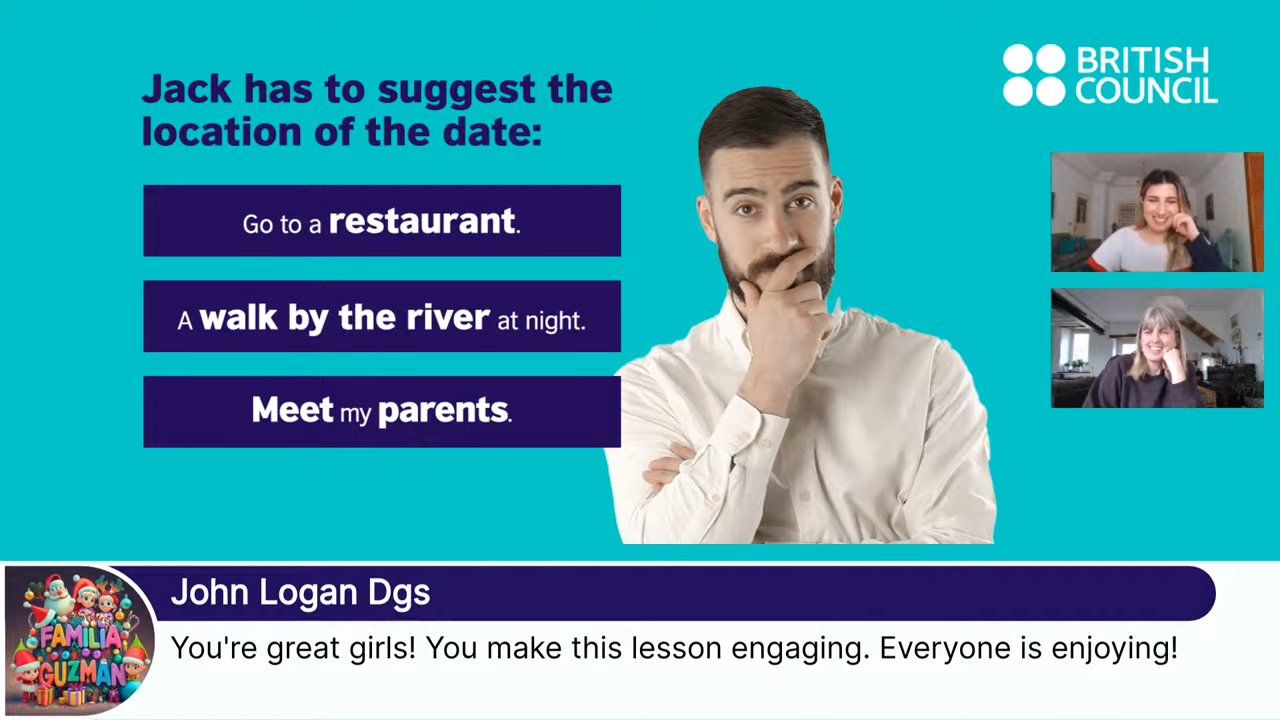 Jack has to suggest the
location of the date:
BRITISH
COUNCIL
Go to a restaurant.
A walk by the river at night.
Meet my parents.
FAMILIA
GUZMÁN
John Logan Dgs
You're great girls! You make this lesson engaging. Everyone is enjoying!